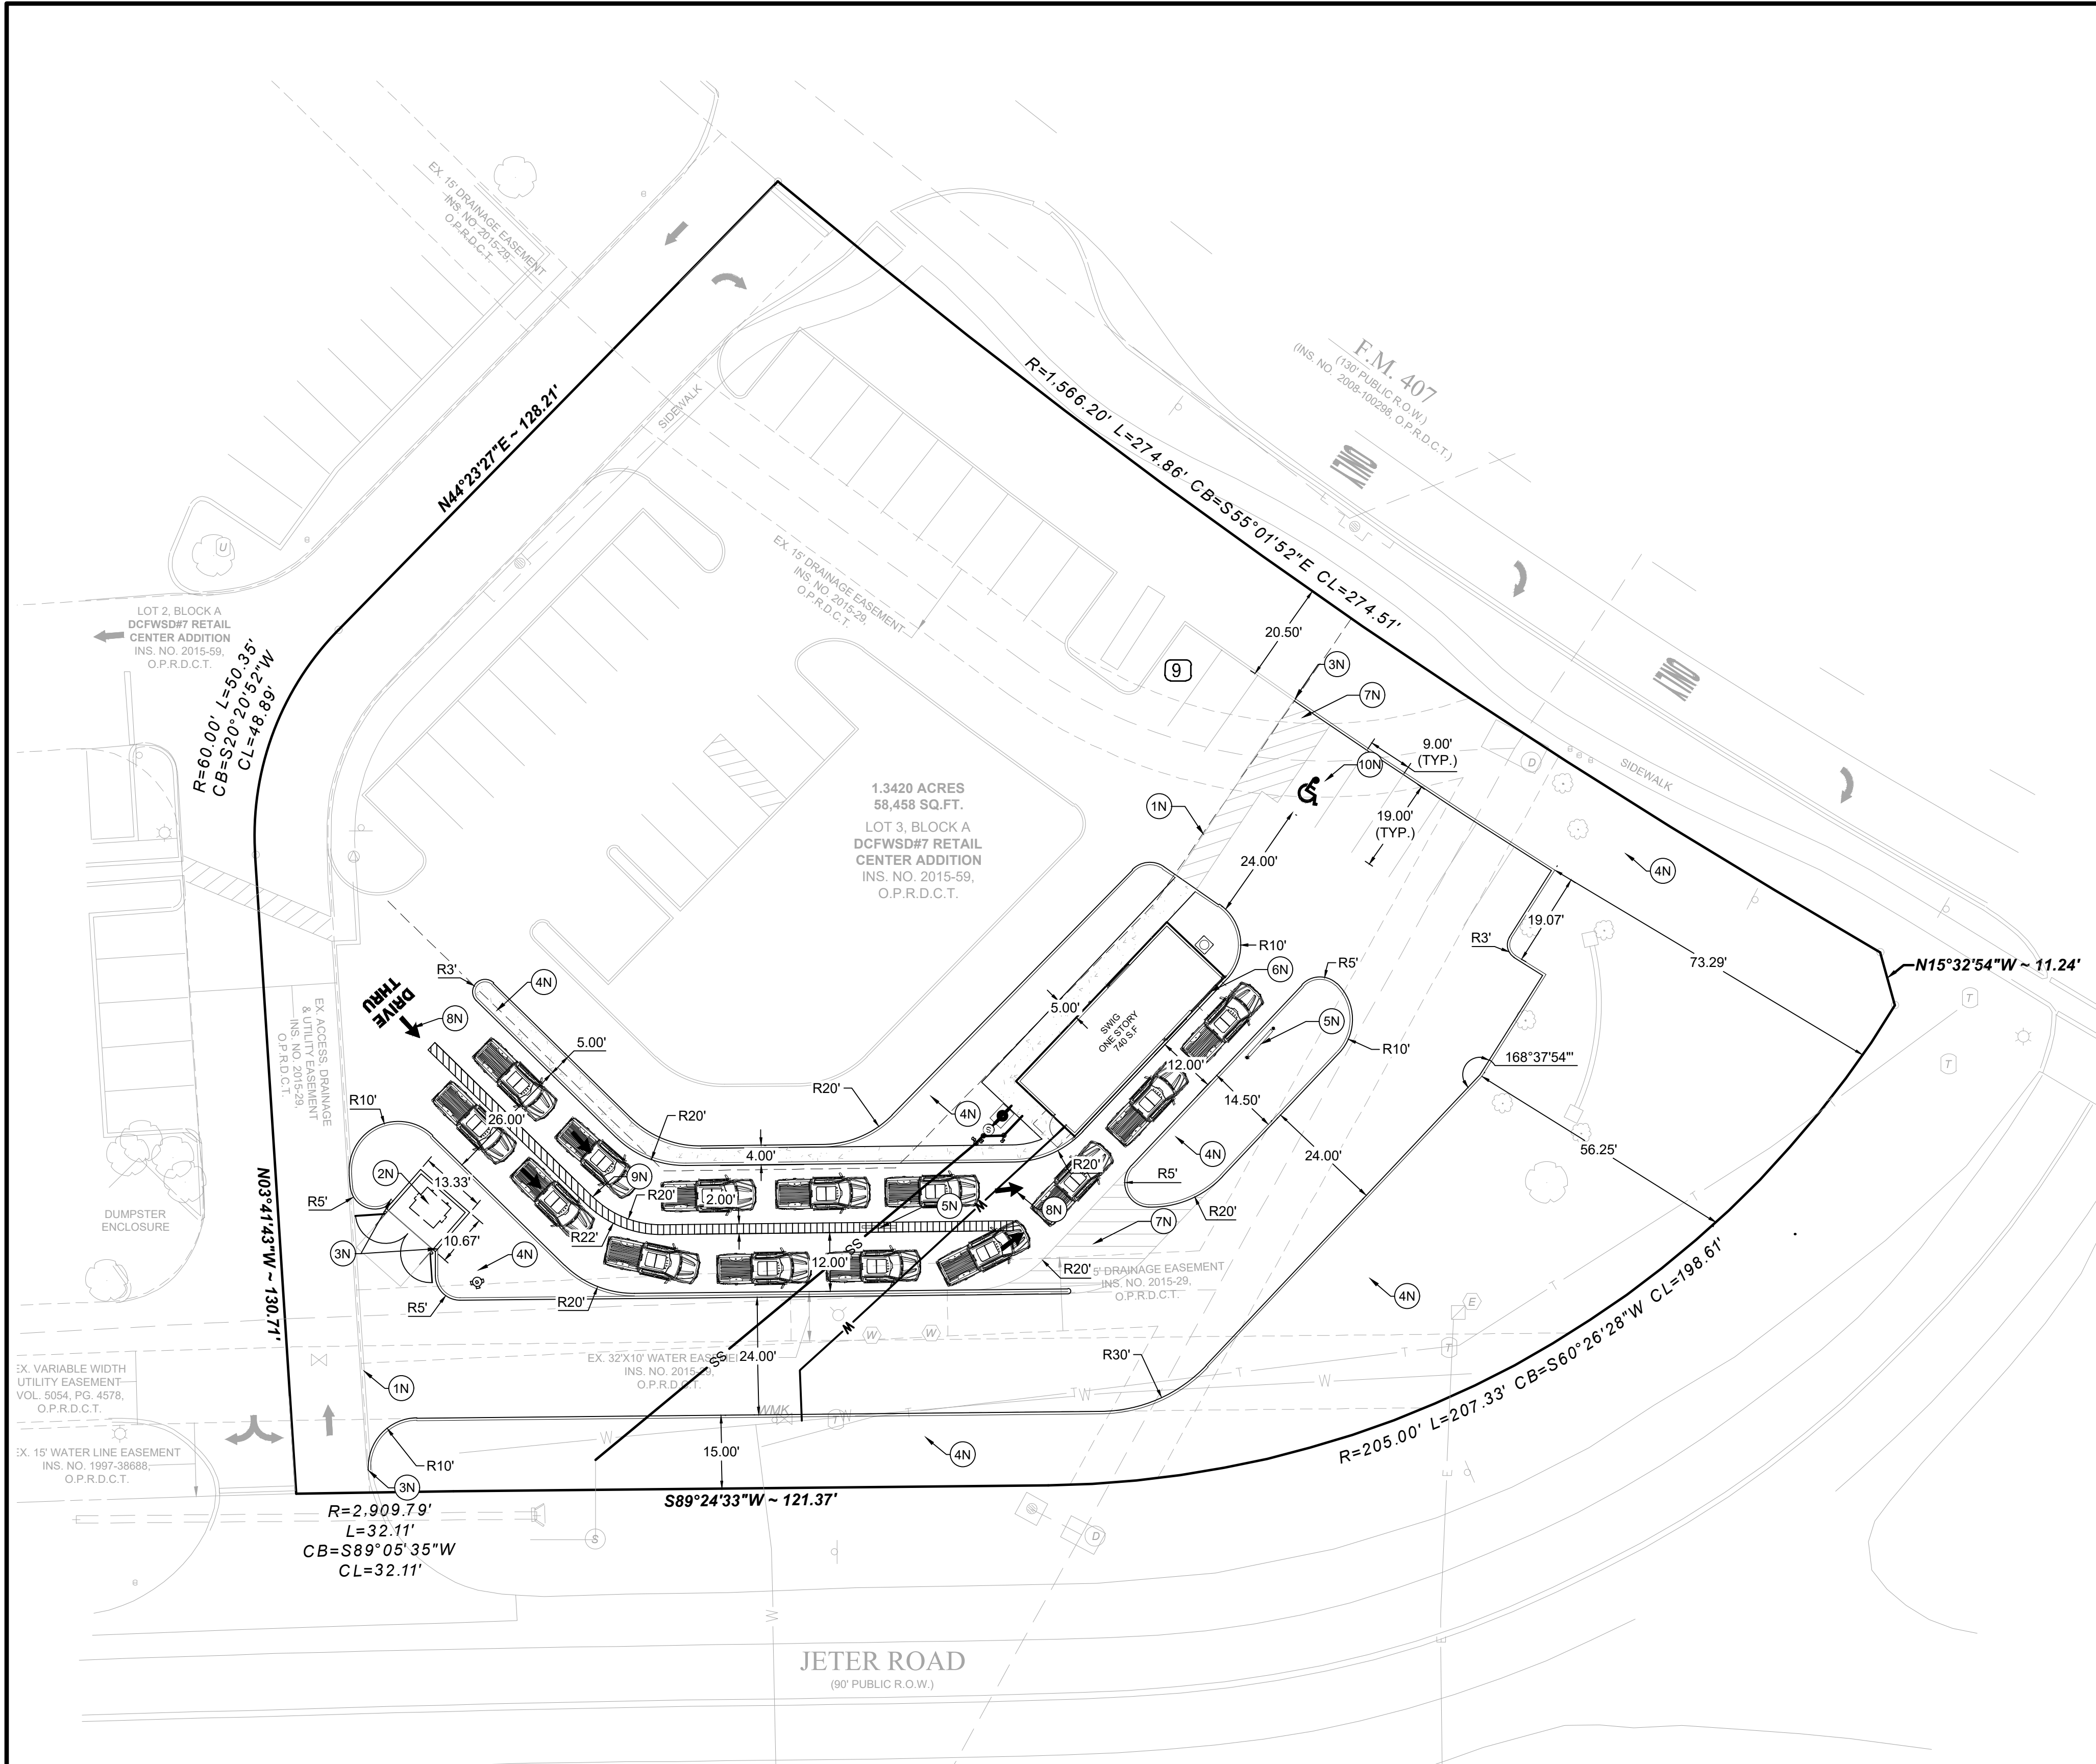 EX. 15' DRAINAGE EASEMENT
INS. NO. 2015-29,
O.P.R.D.C.T.
N44°23'27"E ~ 128.21'
SIDEWALK
R=1,566.20' L=274.86' CB=S55°01'52"E CL=274.51'
F.M. 407
(130' PUBLIC R.O.W.)
(INS. NO. 2008-100298, O.P.R.D.C.T.)
ONLY
ONLY
U
LOT 2, BLOCK A
DCFWSD#7 RETAIL
CENTER ADDITION
INS. NO. 2015-59,
O.P.R.D.C.T.
R=60.00' L=50.35'
CB=S20°20'52"W
CL=48.89'
EX. 15' DRAINAGE EASEMENT
INS. NO. 2015-29,
O.P.R.D.C.T.
20.50'
9
3N
7N
9.00'
(TYP.)
10N
D
SIDEWALK
1.3420 ACRES
58,458 SQ.FT.
LOT 3, BLOCK A
DCFWSD#7 RETAIL
CENTER ADDITION
INS. NO. 2015-59,
O.P.R.D.C.T.
1N
19.00'
(TYP.)
24.00'
4N
19.07'
R3'
R10'
73.29'
N15°32'54"W ~ 11.24'
R3'
4N
6N
R5'
T
DRIVE
THRU
8N
5.00'
SWIG
ONE STORY
740 S.F
5N
EX. ACCESS, DRAINAGE
& UTILITY EASEMENT
INS. NO. 2015-29,
O.P.R.D.C.T.
5.00'
R10'
168°37'54"'
T
12.00'
R20'
14.50'
R10'
26.00'
R20'
4N
S
4.00'
R20'
4N
24.00'
56.25'
2N
13.33'
9N
R20'
2.00'
R5'
R5'
5N
W
8N
R20'
DUMPSTER
ENCLOSURE
7N
R22'
10.67'
SS
3N
4N
12.00'
R20'
5' DRAINAGE EASEMENT
INS. NO. 2015-29,
O.P.R.D.C.T.
N03°41'43"W ~ 130.71'
R5'
R20'
4N
E
W
W
W
T
EX. VARIABLE WIDTH
UTILITY EASEMENT
VOL. 5054, PG. 4578,
O.P.R.D.C.T.
EX. 32'X10' WATER EASEMEN
INS. NO. 2015-29,
O.P.R.D.C.T.
SS
24.00'
R30'
1N
WMK
T
EX. 15' WATER LINE EASEMENT
INS. NO. 1997-38688,
O.P.R.D.C.T.
R10'
15.00'
4N
R=205.00' L=207.33' CB=S60°26'28"W CL=198.61'
3N
S89°24'33"W ~ 121.37'
R=2,909.79'
L=32.11'
CB=S89°05'35"W
CL=32.11'
S
D
JETER ROAD
(90' PUBLIC R.O.W.)